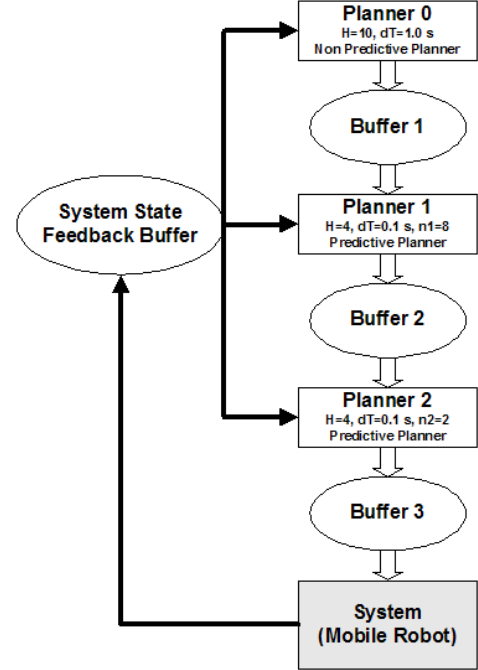 Planner 0
H=10, dT=1.0 s
Non Predictive Planner
Buffer 1
System State
Feedback Buffer
Planner 1
H=4, dT=0.1 s, n1=8
Predictive Planner
Buffer 2
Planner 2
H=4, dT=0.1 s, n2=2
Predictive Planner
Buffer 3
System
(Mobile Robot)